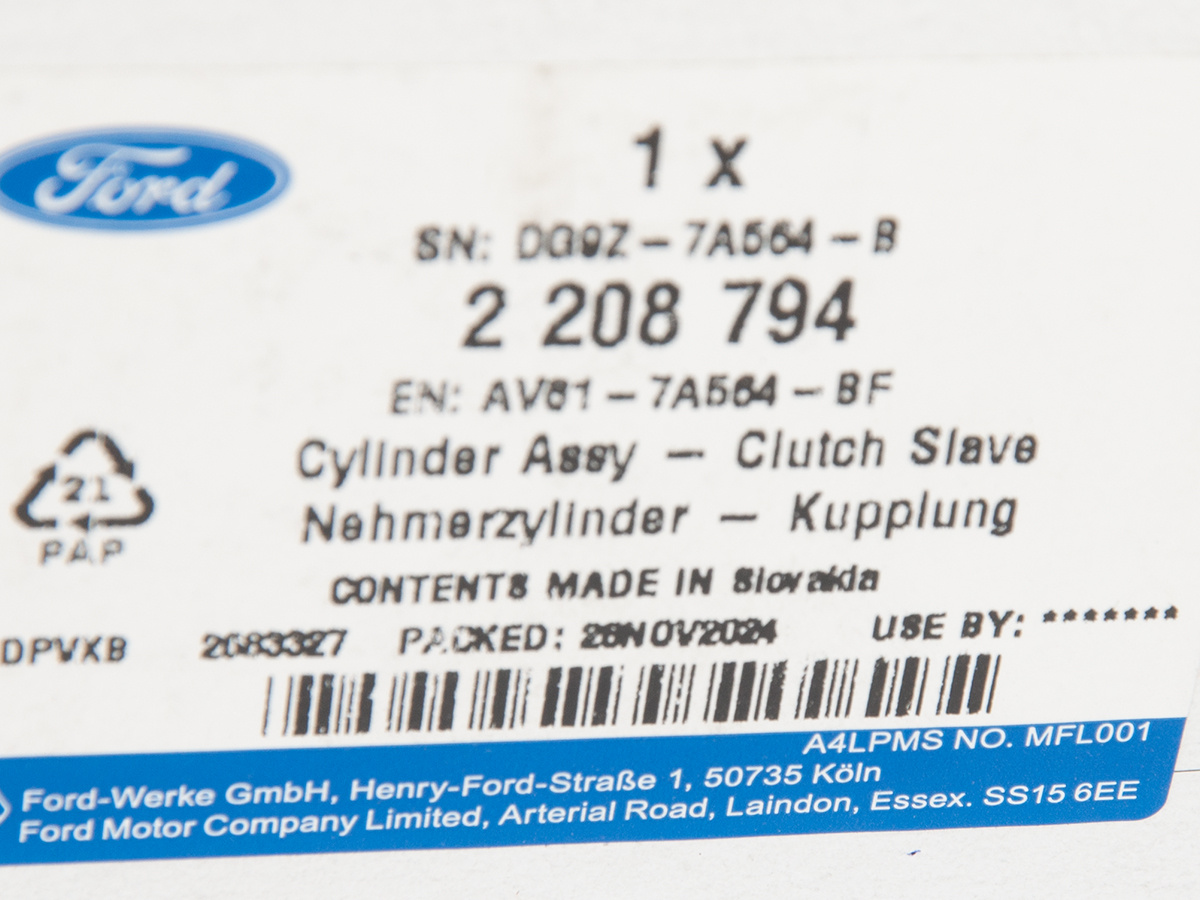 Ford
1 x
SN: DG9Z – 7A564 – B
2 208 794
EN: AV61 – 7A564 – BF
Cylinder Assy – Clutch Slave
Nehmerzylinder – Kupplung
21
PAP
CONTENTS MADE IN Slovakia
DPVXB 2083327 PACKED: 26NOV2024 USE BY: *******
A4LPMS NO. MFL001
Ford-Werke GmbH, Henry-Ford-Straße 1, 50735 Köln
Ford Motor Company Limited, Arterial Road, Laindon, Essex. SS15 6EE